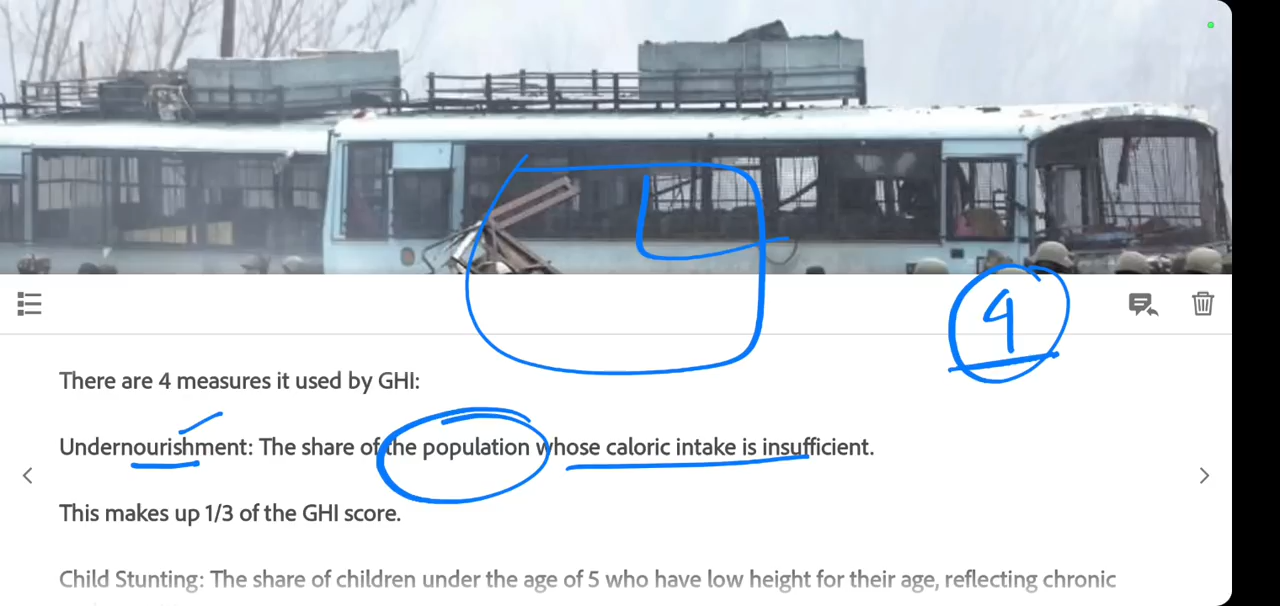 4
There are 4 measures it used by GHI:
Undernourishment: The share of the population whose caloric intake is insufficient.
This makes up 1/3 of the GHI score.
Child Stunting: The share of children under the age of 5 who have low height for their age, reflecting chronic